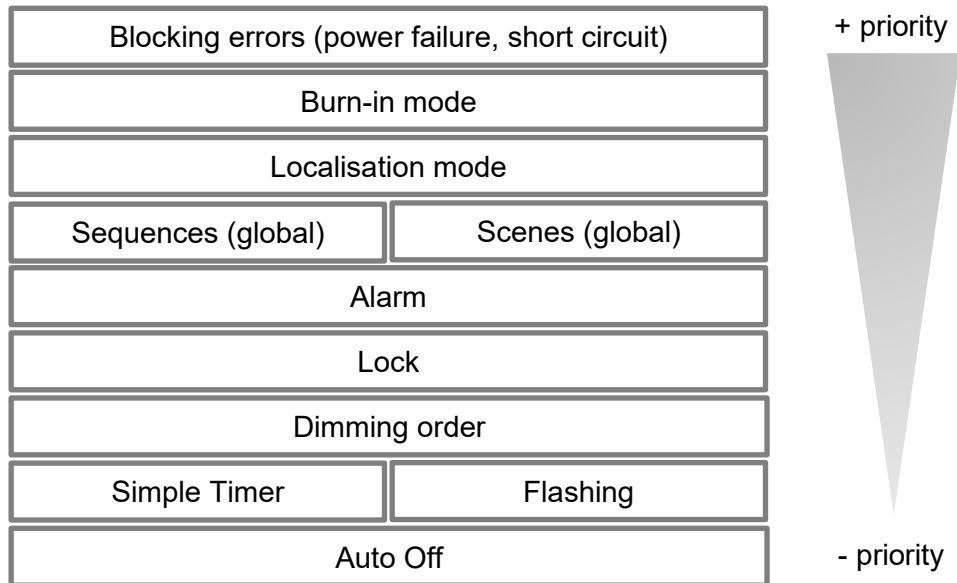 Blocking errors (power failure, short circuit)
+ priority
Burn-in mode
Localisation mode
Sequences (global)
Scenes (global)
Alarm
Lock
Dimming order
Simple Timer
Flashing
Auto Off
- priority